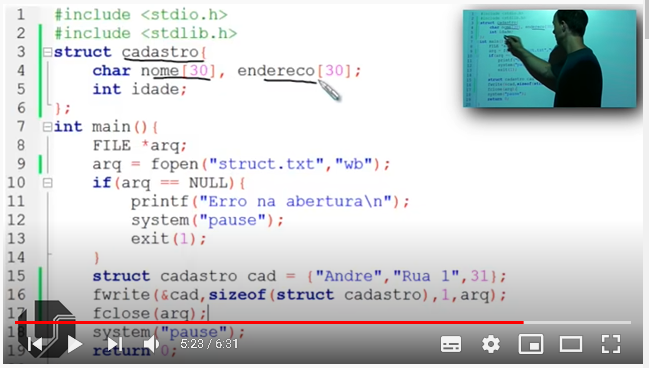 1 #include <stdio.h>
2 #include <stdlib.h>
3 struct cadastro{
4 char nome[30], endereco[30];
5 int idade;
6 };
7 int main(){
8 FILE *arq;
9 arq = fopen("struct.txt","wb");
10 if(arq == NULL){
11 printf("Erro na abertura\n");
12 system("pause");
13 exit(1);
14 }
15 struct cadastro cad = {"Andre","Rua 1",31};
16 fwrite(&cad,sizeof(struct cadastro),1,arq);
17 fclose(arq);
18 system("pause");
19 return 0;
5:23 / 6:31